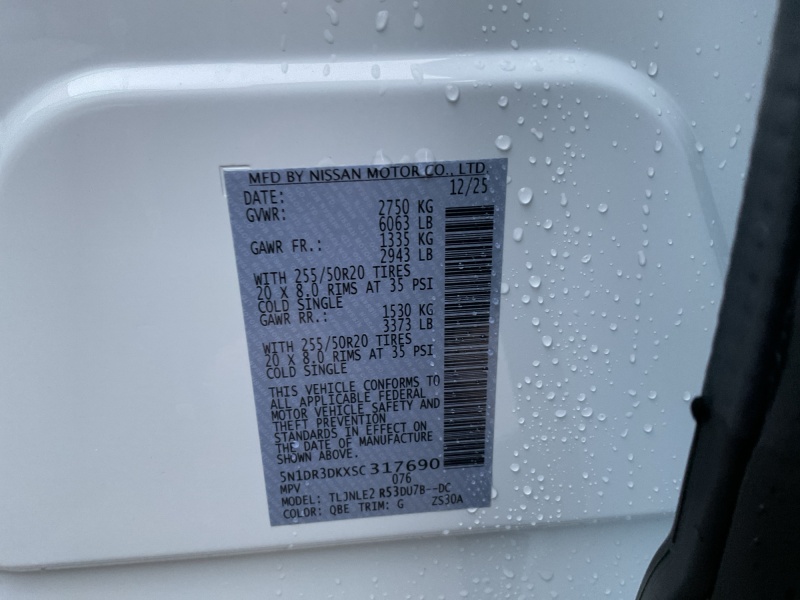 MFD BY NISSAN MOTOR CO., LTD.
DATE: 12/25
GVWR: 2750 KG
6063 LB
GAWR FR.: 1335 KG
2943 LB
WITH 255/50R20 TIRES
20 X 8.0 RIMS AT 35 PSI
COLD SINGLE
GAWR RR.: 1530 KG
3373 LB
WITH 255/50R20 TIRES
20 X 8.0 RIMS AT 35 PSI
COLD SINGLE
THIS VEHICLE CONFORMS TO
ALL APPLICABLE FEDERAL
MOTOR VEHICLE SAFETY AND
THEFT PREVENTION
STANDARDS IN EFFECT ON
THE DATE OF MANUFACTURE
SHOWN ABOVE.
5N1DR3DKXSC317690
MPV 076
MODEL: TLJNLE2 R53DU7B--DC
COLOR: QBE TRIM: G ZS30A